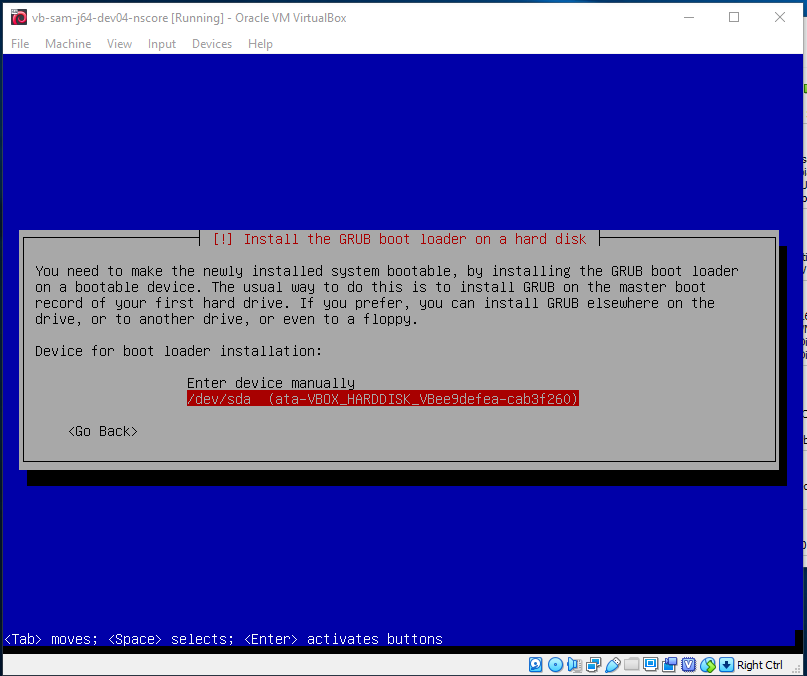 vb-sam-j64-dev04-nscore [Running] - Oracle VM VirtualBox
File Machine View Input Devices Help
[!] Install the GRUB boot loader on a hard disk
You need to make the newly installed system bootable, by installing the GRUB boot loader
on a bootable device. The usual way to do this is to install GRUB on the master boot
record of your first hard drive. If you prefer, you can install GRUB elsewhere on the
drive, or to another drive, or even to a floppy.
Device for boot loader installation:
Enter device manually
/dev/sda (ata-VBOX_HARDDISK_VBee9defea-cab3f260)
<Go Back>
<Tab> moves; <Space> selects; <Enter> activates buttons
Right Ctrl